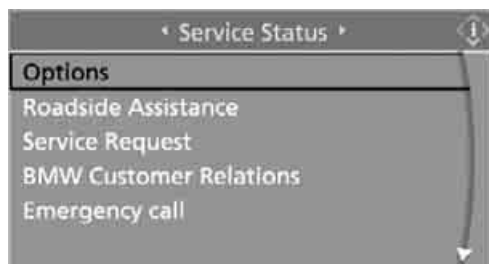 Service Status
Options
Roadside Assistance
Service Request
BMW Customer Relations
Emergency call